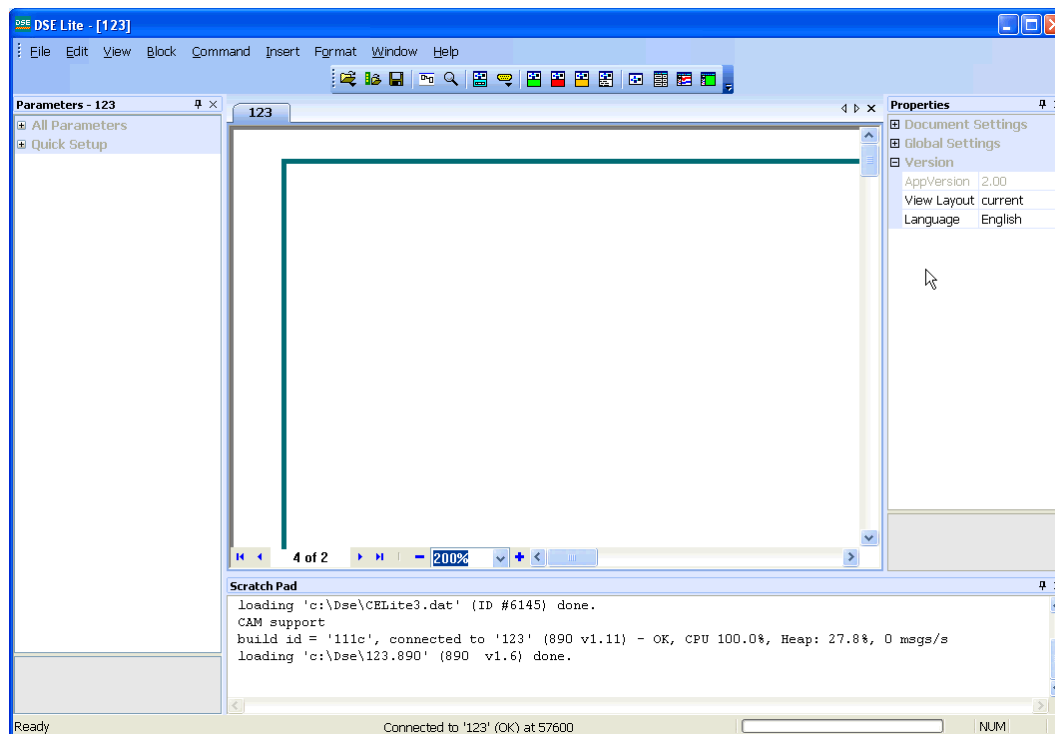 DSE Lite - [123]
File Edit View Block Command Insert Format Window Help
Parameters - 123
All Parameters
Quick Setup
123
Properties
Document Settings
Global Settings
Version
AppVersion 2.00
View Layout current
Language English
4 of 2
200%
Scratch Pad
loading 'c:\Dse\CELite3.dat' (ID #6145) done.
CAM support
build id = '111c', connected to '123' (890 v1.11) - OK, CPU 100.0%, Heap: 27.8%, 0 msgs/s
loading 'c:\Dse\123.890' (890  v1.6) done.
Ready
Connected to '123' (OK) at 57600
NUM